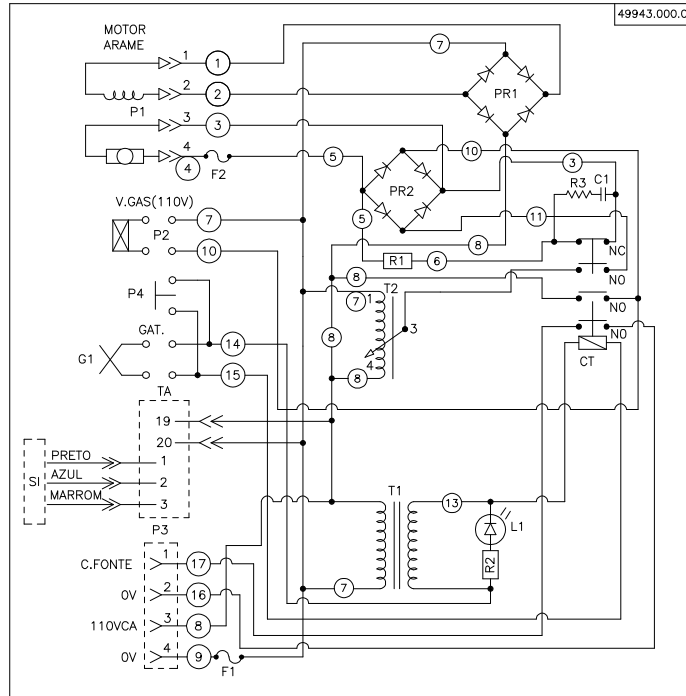 49943.000.0
MOTOR
ARAME
1
1
7
2
2
PR1
P1
3
3
4
4
F2
5
10
3
R3
C1
PR2
V.GAS(110V)
7
5
11
P2
10
8
R1
6
NC
8
NO
P4
7
1
T2
NO
3
GAT.
14
8
4
NO
G1
15
8
CT
TA
19
20
PRETO
1
SI
AZUL
2
MARROM
3
T1
13
L1
P3
C.FONTE
1
17
R2
0V
2
16
7
110VCA
3
8
0V
4
9
F1